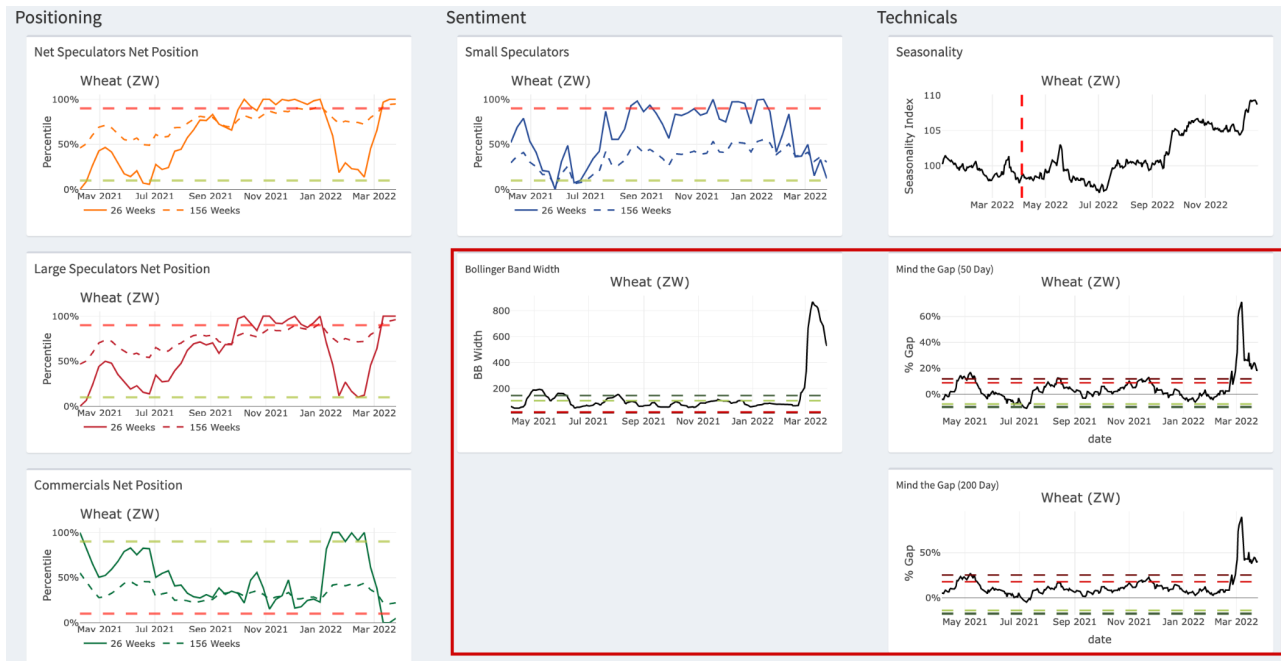 Positioning
Net Speculators Net Position
Wheat (ZW)
100%
50%
0%
Percentile
May 2021 Jul 2021 Sep 2021 Nov 2021 Jan 2022 Mar 2022
26 Weeks 156 Weeks
Large Speculators Net Position
Wheat (ZW)
100%
50%
0%
Percentile
May 2021 Jul 2021 Sep 2021 Nov 2021 Jan 2022 Mar 2022
26 Weeks 156 Weeks
Commercials Net Position
Wheat (ZW)
100%
50%
0%
Percentile
May 2021 Jul 2021 Sep 2021 Nov 2021 Jan 2022 Mar 2022
26 Weeks 156 Weeks
Sentiment
Small Speculators
Wheat (ZW)
100%
50%
0%
Percentile
May 2021 Jul 2021 Sep 2021 Nov 2021 Jan 2022 Mar 2022
26 Weeks 156 Weeks
Bollinger Band Width
Wheat (ZW)
800
600
400
200
BB Width
May 2021 Jul 2021 Sep 2021 Nov 2021 Jan 2022 Mar 2022
Technicals
Seasonality
Wheat (ZW)
110
105
100
Seasonality Index
Mar 2022 May 2022 Jul 2022 Sep 2022 Nov 2022
Mind the Gap (50 Day)
Wheat (ZW)
60%
40%
20%
0%
% Gap
May 2021 Jul 2021 Sep 2021 Nov 2021 Jan 2022 Mar 2022
date
Mind the Gap (200 Day)
Wheat (ZW)
50%
0%
% Gap
May 2021 Jul 2021 Sep 2021 Nov 2021 Jan 2022 Mar 2022
date